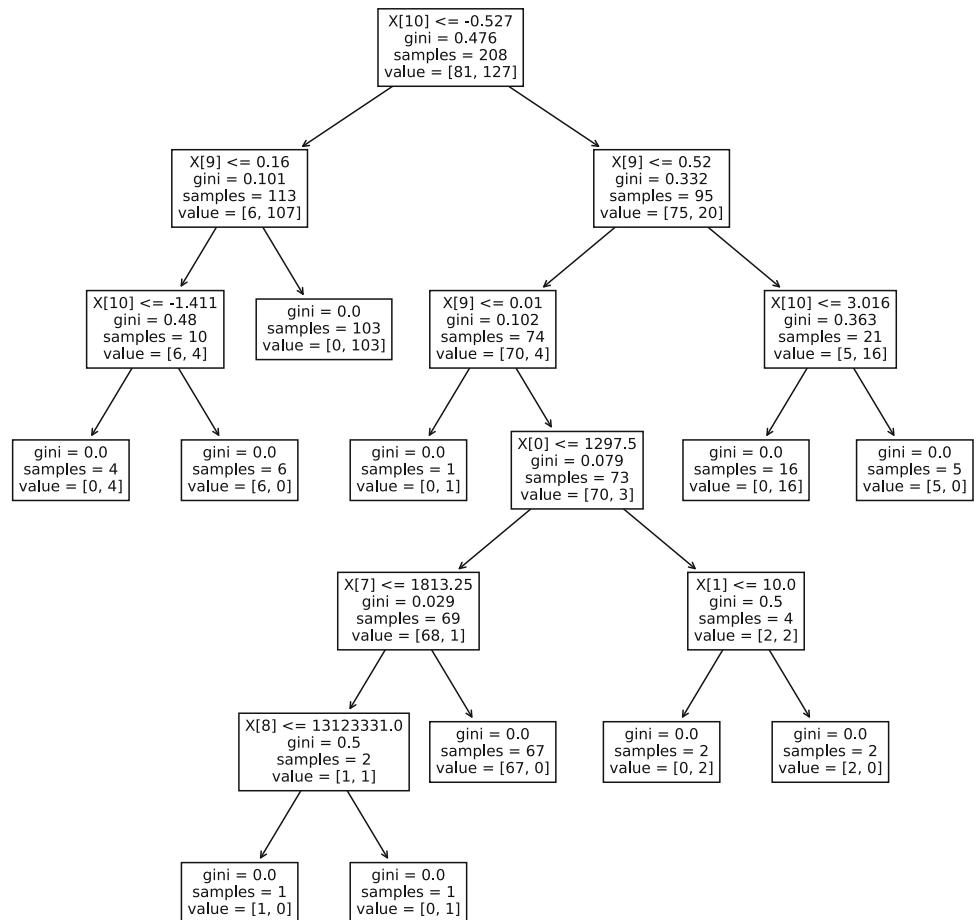 X[10] <= -0.527
gini = 0.476
samples = 208
value = [81, 127]
X[9] <= 0.16
gini = 0.101
samples = 113
value = [6, 107]
X[9] <= 0.52
gini = 0.332
samples = 95
value = [75, 20]
X[10] <= -1.411
gini = 0.48
samples = 10
value = [6, 4]
gini = 0.0
samples = 103
value = [0, 103]
X[9] <= 0.01
gini = 0.102
samples = 74
value = [70, 4]
X[10] <= 3.016
gini = 0.363
samples = 21
value = [5, 16]
gini = 0.0
samples = 4
value = [0, 4]
gini = 0.0
samples = 6
value = [6, 0]
gini = 0.0
samples = 1
value = [0, 1]
X[0] <= 1297.5
gini = 0.079
samples = 73
value = [70, 3]
gini = 0.0
samples = 16
value = [0, 16]
gini = 0.0
samples = 5
value = [5, 0]
X[7] <= 1813.25
gini = 0.029
samples = 69
value = [68, 1]
X[1] <= 10.0
gini = 0.5
samples = 4
value = [2, 2]
X[8] <= 13123331.0
gini = 0.5
samples = 2
value = [1, 1]
gini = 0.0
samples = 67
value = [67, 0]
gini = 0.0
samples = 2
value = [0, 2]
gini = 0.0
samples = 2
value = [2, 0]
gini = 0.0
samples = 1
value = [1, 0]
gini = 0.0
samples = 1
value = [0, 1]